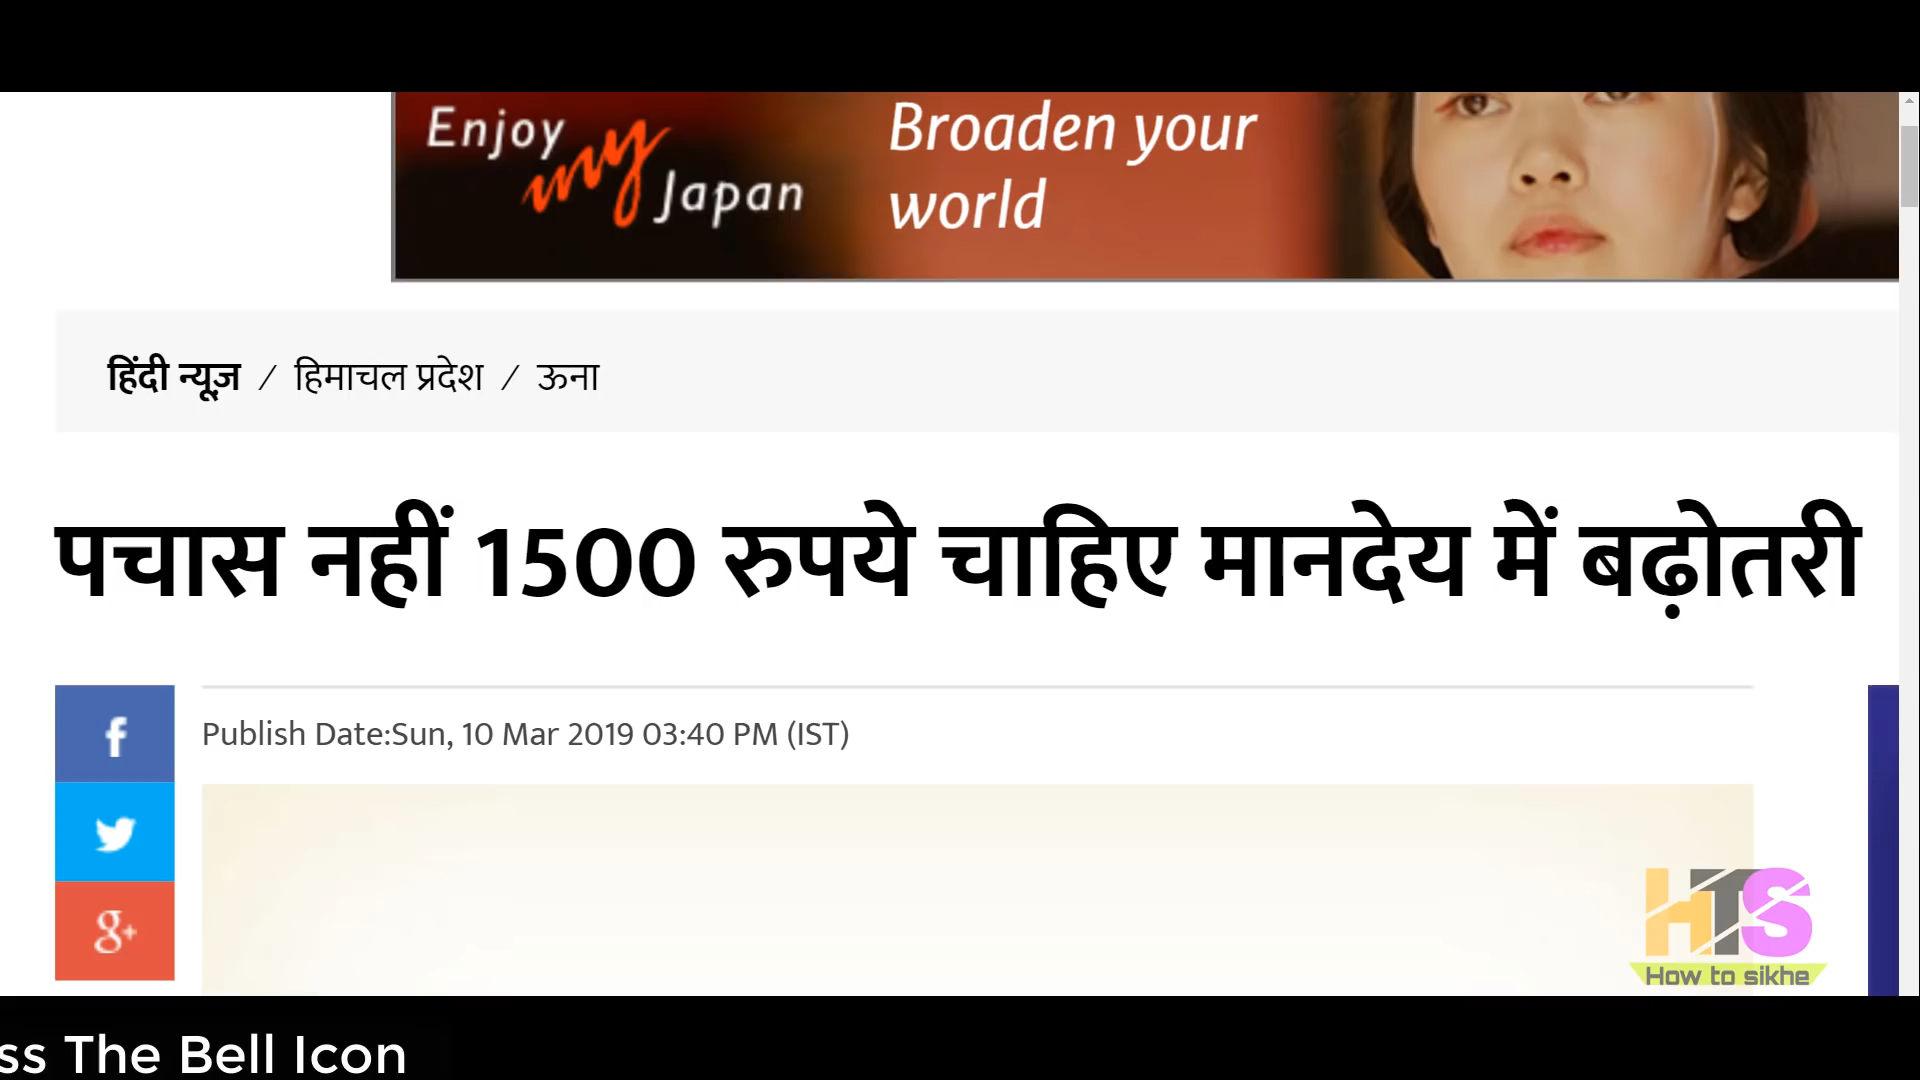 Enjoy my Japan
Broaden your
world
हिंदी न्यूज़ / हिमाचल प्रदेश / ऊना
पचास नहीं 1500 रुपये चाहिए मानदेय में बढ़ोतरी
f
Publish Date:Sun, 10 Mar 2019 03:40 PM (IST)
g+
HTS
How to sikhe
ss The Bell Icon